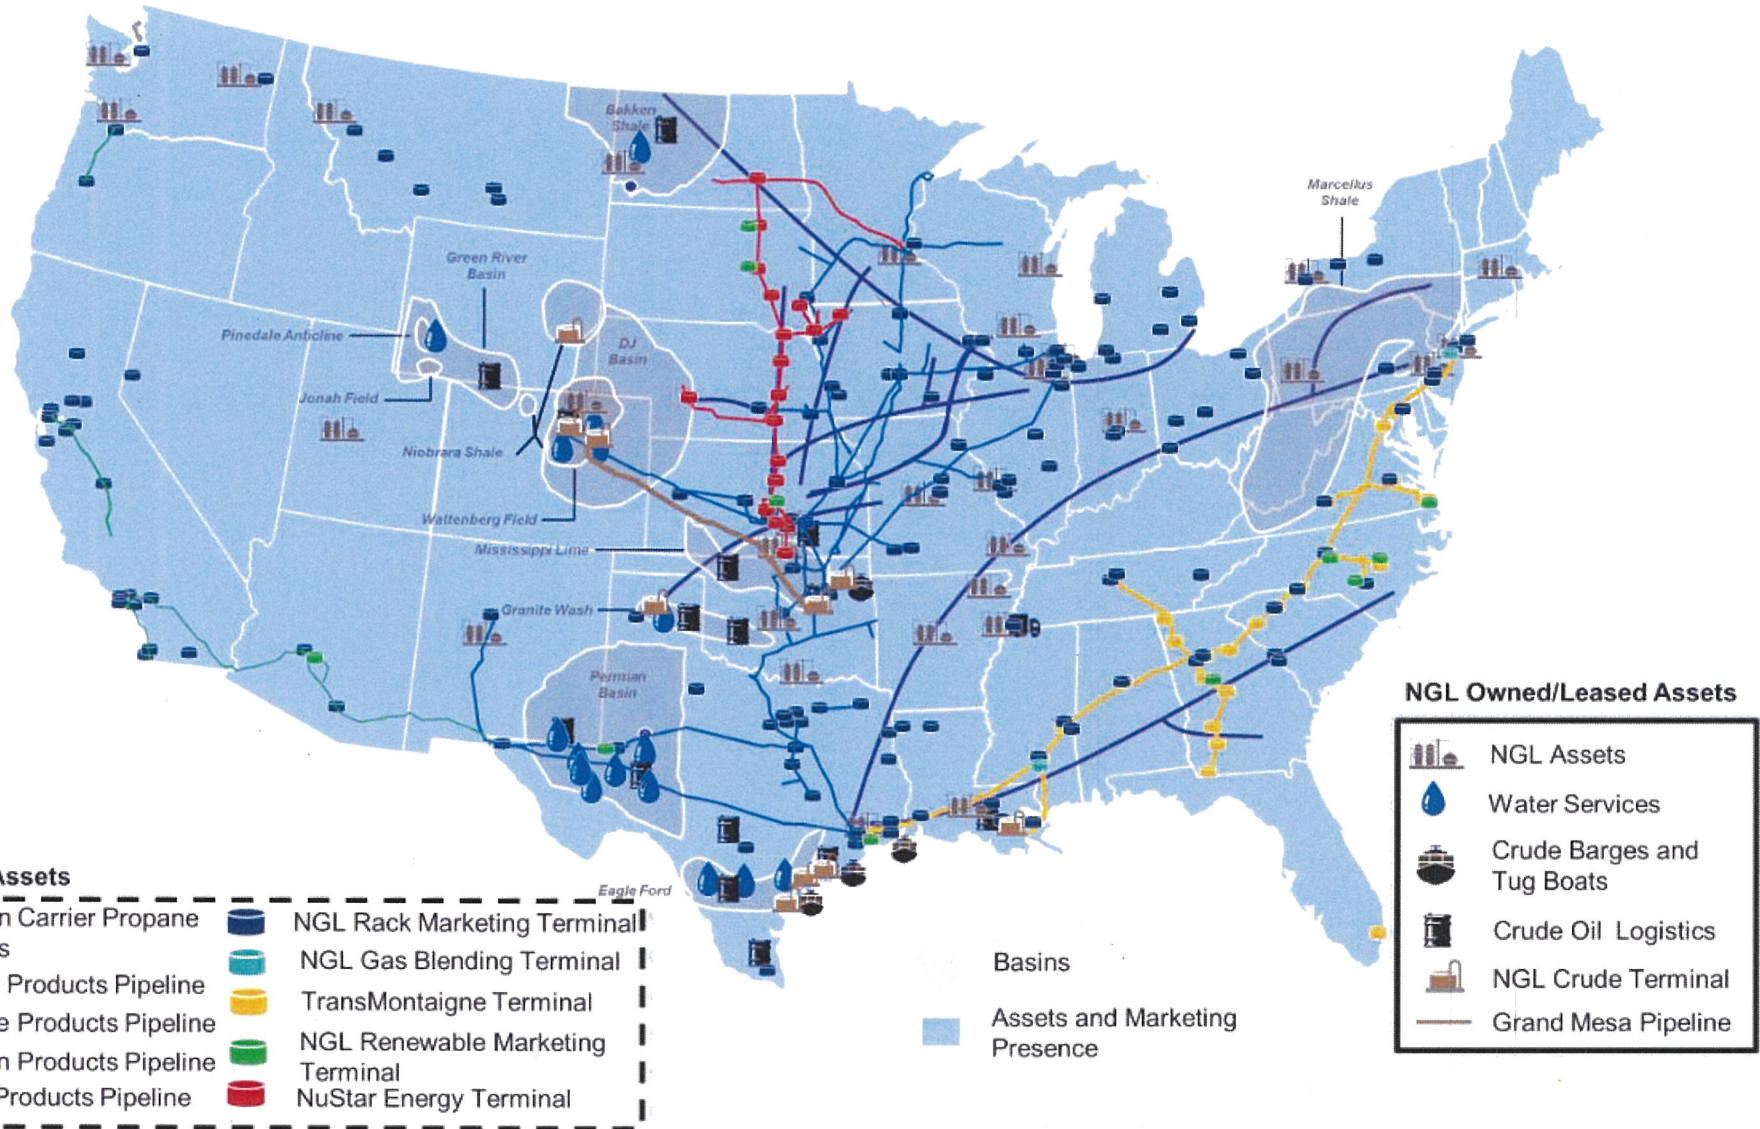 Bakken
Shale
Marcellus
Shale
Green River
Basin
Pinedale Anticline
DJ
Basin
Jonah Field
Niobrara Shale
Wattenberg Field
Mississippi Lime
Granite Wash
Permian
Basin
Eagle Ford
NGL Owned/Leased Assets
NGL Assets
Water Services
Crude Barges and
Tug Boats
Crude Oil Logistics
NGL Crude Terminal
Grand Mesa Pipeline
Basins
Assets and Marketing
Presence
Assets
n Carrier Propane
s
Products Pipeline
e Products Pipeline
n Products Pipeline
Products Pipeline
NGL Rack Marketing Terminal
NGL Gas Blending Terminal
TransMontaigne Terminal
NGL Renewable Marketing
Terminal
NuStar Energy Terminal